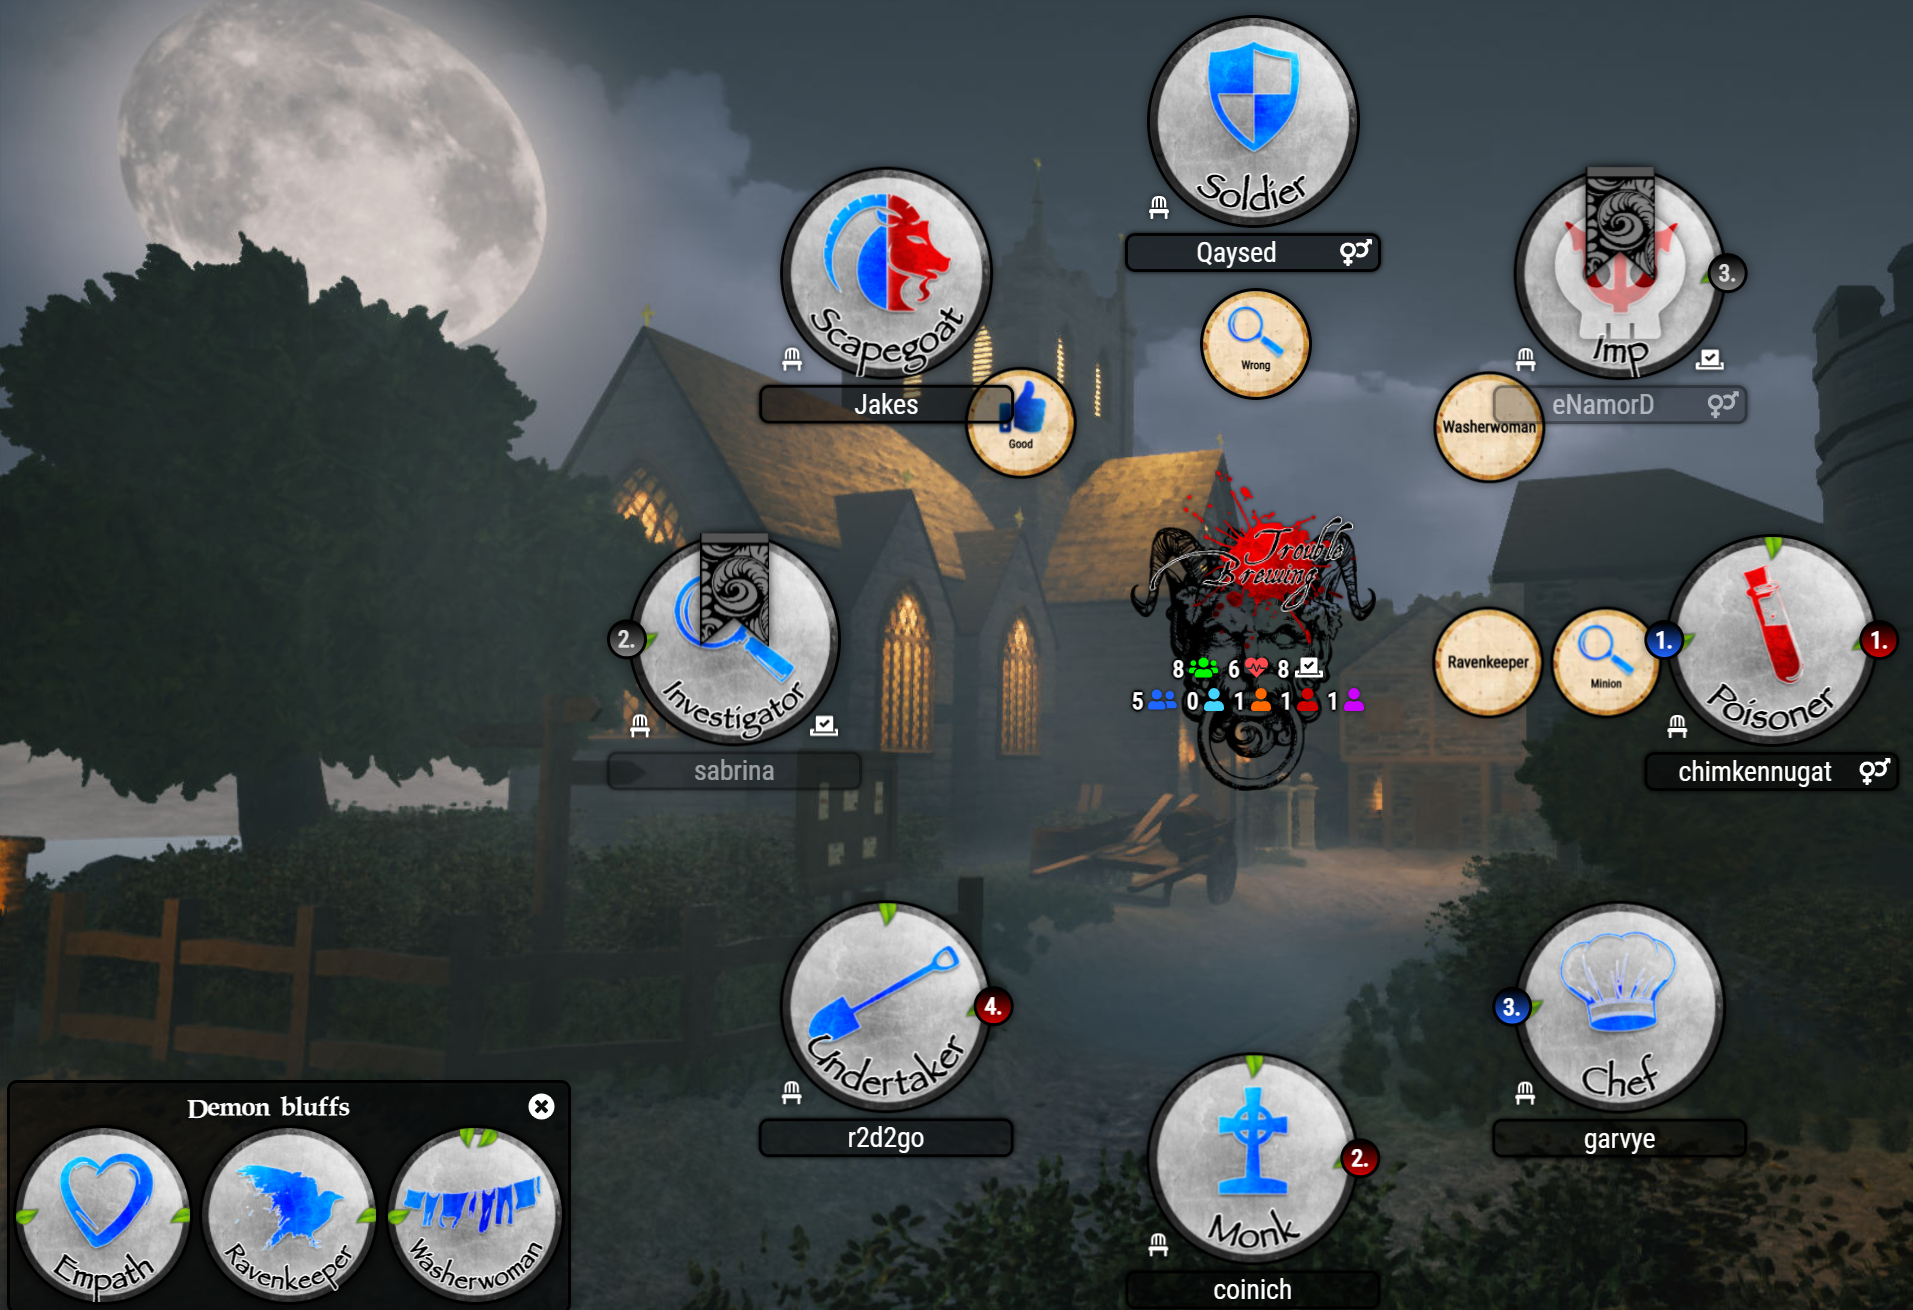 Soldier
Qaysed
Scapegoat
Jakes
Good
Wrong
Imp
3.
eNamorD
Washerwoman
Investigator
2.
sabrina
Trouble
Brewing
8 6 8
5 0 1 1 1
Ravenkeeper
Minion
1.
Poisoner
1.
chimkennugat
Undertaker
4.
r2d2go
3.
Chef
garvye
Monk
2.
coinich
Demon bluffs
Empath
Ravenkeeper
Washerwoman